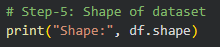 # Step-5: Shape of dataset
print("Shape:", df.shape)